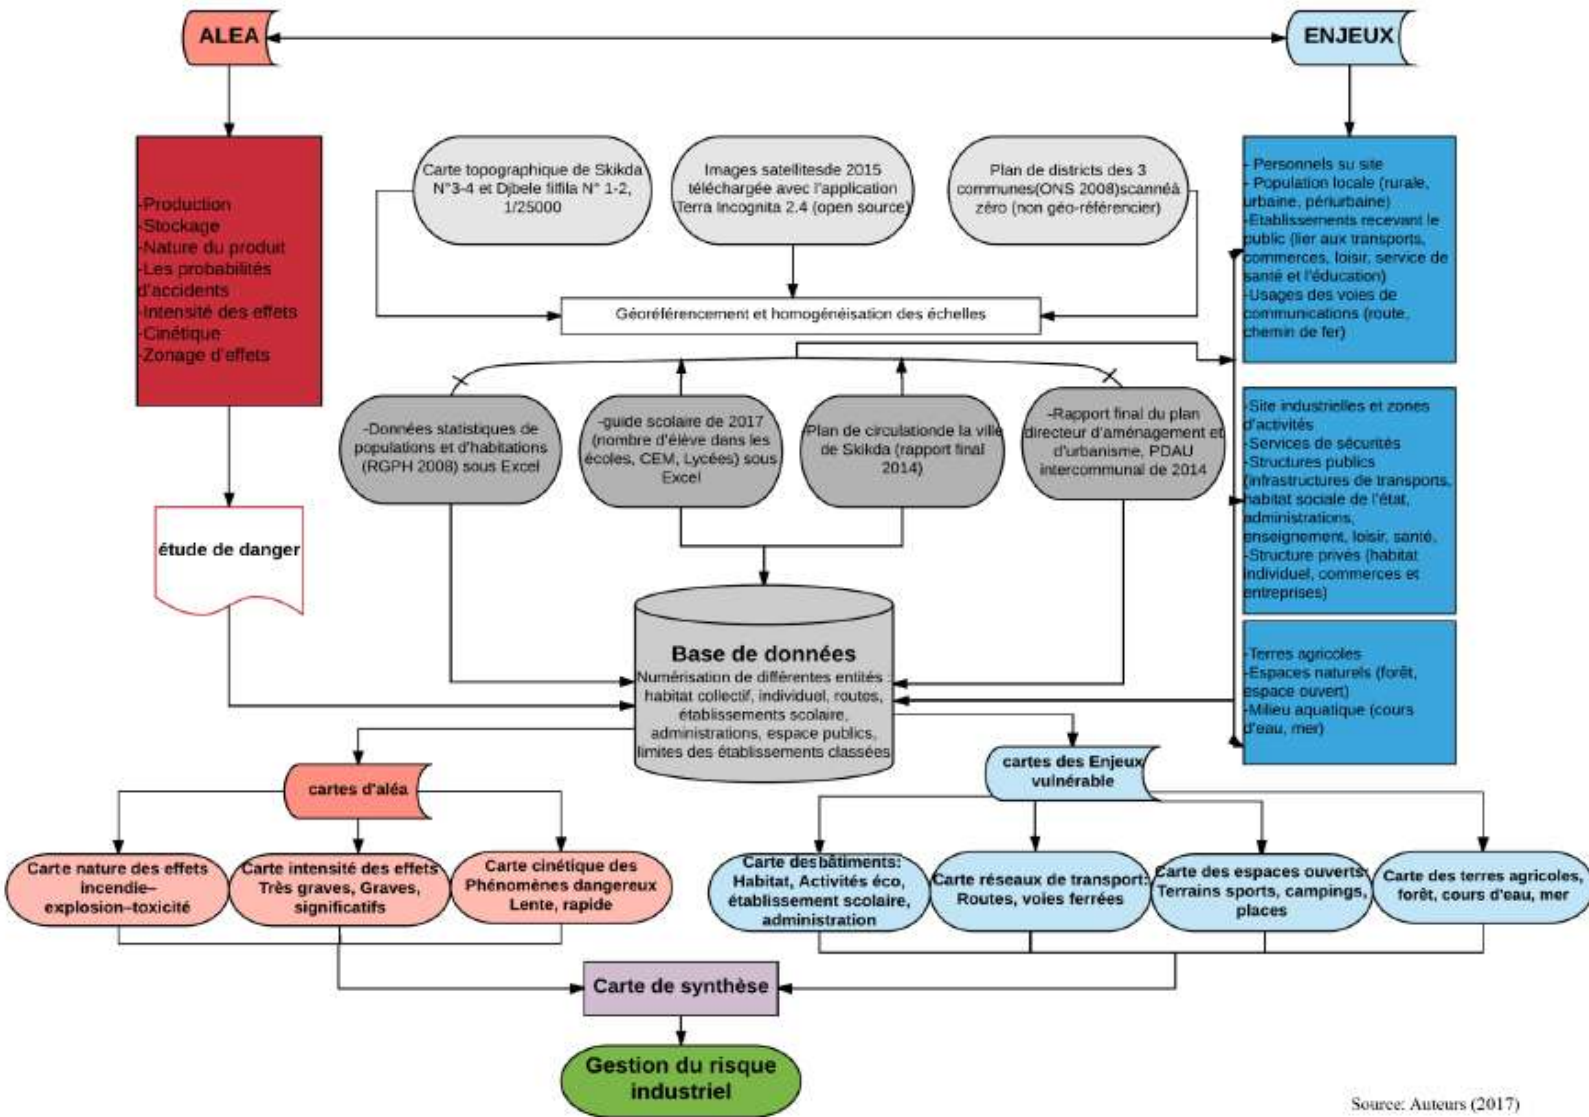 ALEA
ENJEUX
-Production
-Stockage
-Nature du produit
-Les probabilités
d'accidents
-Intensité des effets
-Cinétique
-Zonage d'effets
Carte topographique de Skikda
N°3-4 et Djbele filfila N° 1-2,
1/25000
Images satellitesde 2015
téléchargée avec l'application
Terra Incognita 2.4 (open source)
Plan de districts des 3
communes(ONS 2008)scannéà
zéro (non géo-référencier)
- Personnels su site
- Population locale (rurale,
urbaine, périurbaine)
-Etablissements recevant le
public (lier aux transports,
commerces, loisir, service de
santé et l'éducation)
-Usages des voies de
communications (route,
chemin de fer)
Géoréférencement et homogénéisation des échelles
-Données statistiques de
populations et d'habitations
(RGPH 2008) sous Excel
-guide scolaire de 2017
(nombre d'élève dans les
écoles, CEM, Lycées) sous
Excel
-Plan de circulationde la ville
de Skikda (rapport final
2014)
-Rapport final du plan
directeur d'aménagement et
d'urbanisme, PDAU
intercommunal de 2014
-Site industrielles et zones
d'activités
-Services de sécurités
-Structures publics
(infrastructures de transports,
habitat sociale de l'état,
administrations,
enseignement, loisir, santé,
-Structure privés (habitat
individuel, commerces et
entreprises)
étude de danger
Base de données
Numérisation de différentes entités :
habitat collectif, individuel, routes,
établissements scolaire,
administrations, espace publics,
limites des établissements classées
-Terres agricoles
-Espaces naturels (forêt,
espace ouvert)
-Milieu aquatique (cours
d'eau, mer)
cartes d'aléa
cartes des Enjeux
vulnérable
Carte nature des effets
incendie–
explosion–toxicité
Carte intensité des effets
Très graves, Graves,
significatifs
Carte cinétique des
Phénomènes dangereux
Lente, rapide
Carte desbâtiments:
Habitat, Activités éco,
établissement scolaire,
administration
Carte réseaux de transport:
Routes, voies ferrées
Carte des espaces ouverts:
Terrains sports, campings,
places
Carte des terres agricoles,
forêt, cours d'eau, mer
Carte de synthèse
Gestion du risque
industriel
Source: Auteurs (2017)